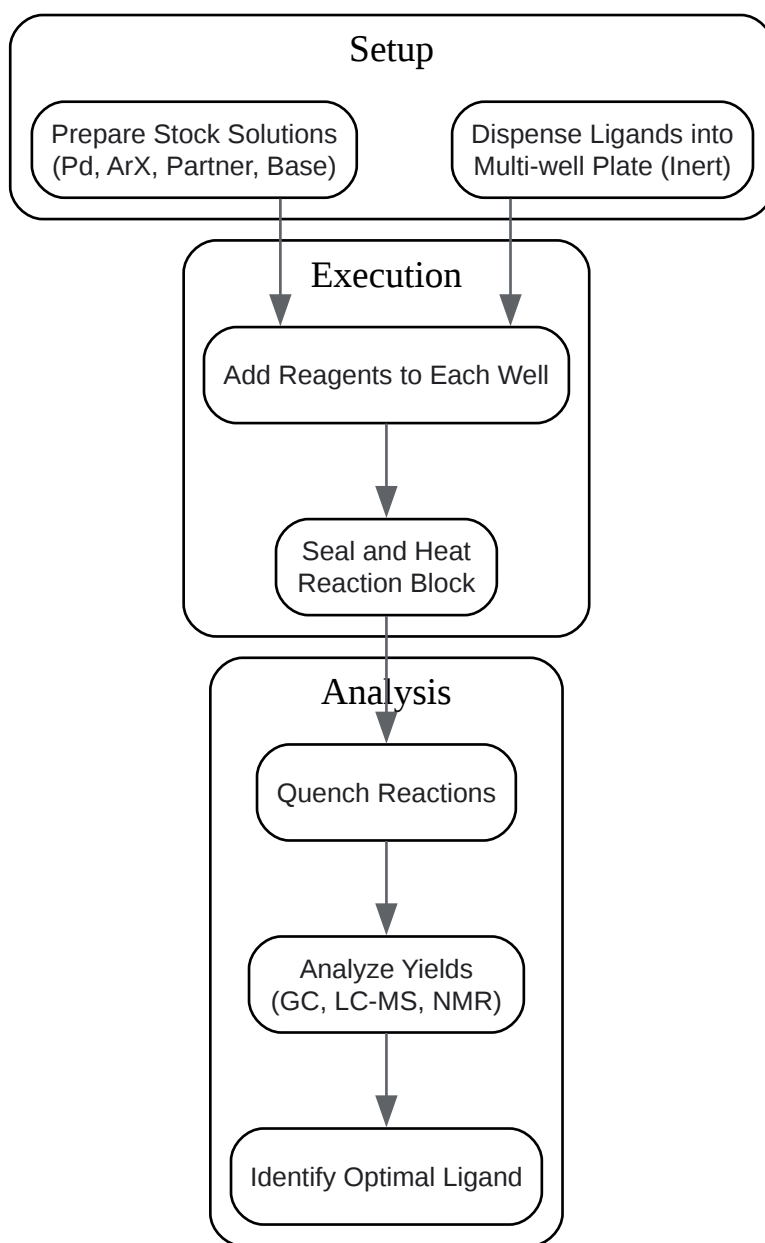 Setup
Prepare Stock Solutions
(Pd, ArX, Partner, Base)
Dispense Ligands into
Multi-well Plate (Inert)
Execution
Add Reagents to Each Well
Seal and Heat
Reaction Block
Analysis
Quench Reactions
Analyze Yields
(GC, LC-MS, NMR)
Identify Optimal Ligand